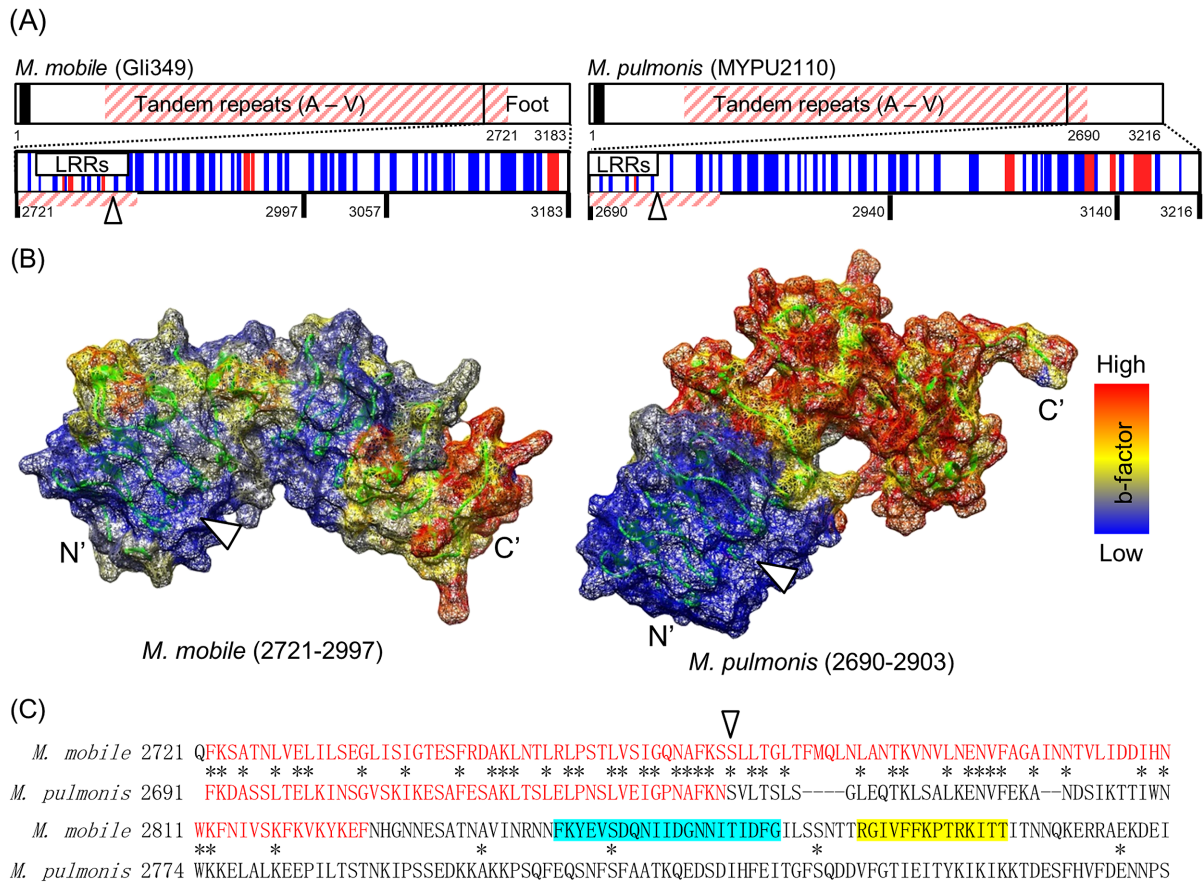 (A)
M. mobile (Gli349)
Tandem repeats (A – V)
Foot
1
2721
3183
LRRs
2721
2997
3057
3183
M. pulmonis (MYPU2110)
Tandem repeats (A – V)
1
2690
3216
LRRs
2690
2940
3140
3216
(B)
N’
C’
M. mobile (2721-2997)
N’
C’
M. pulmonis (2690-2903)
High
b-factor
Low
(C)
M. mobile 2721 QFKSATNLVELILSEGLISIGTESFRDAKLNTLRLPSTLVSIGQNAFKSSLLTGLTFMQLNLANTKVNVLNENVFAGAINNTVLIDDIHN
** * * ** * * *** * ** ** ** **** * ** * * ** * **** * * * *
M. pulmonis 2691 FKDASSLTELKINSGVSKIKESAFESAKLTSLELPNSLVEIGPNAFKNSVLTSLS----GLEQTKLSALKENVFEKA--NDSIKTTIWN
M. mobile 2811 WKFNIVSKFKVKYKEFNHGNNESATNAVINRNNFKYEVSDQNIIDGNNITIDFGILSSNTTRGIVFFKPTRKITTITNNQKERRAEKDEI
** * * * * *
M. pulmonis 2774 WKKELALKEEPILTSTNKIPSSEDKKAKKPSQFEQSNFSFAATKQEDSDIHFEITGFSQDDVFGTIEITYKIKIKKTDESFHVFDENNPS